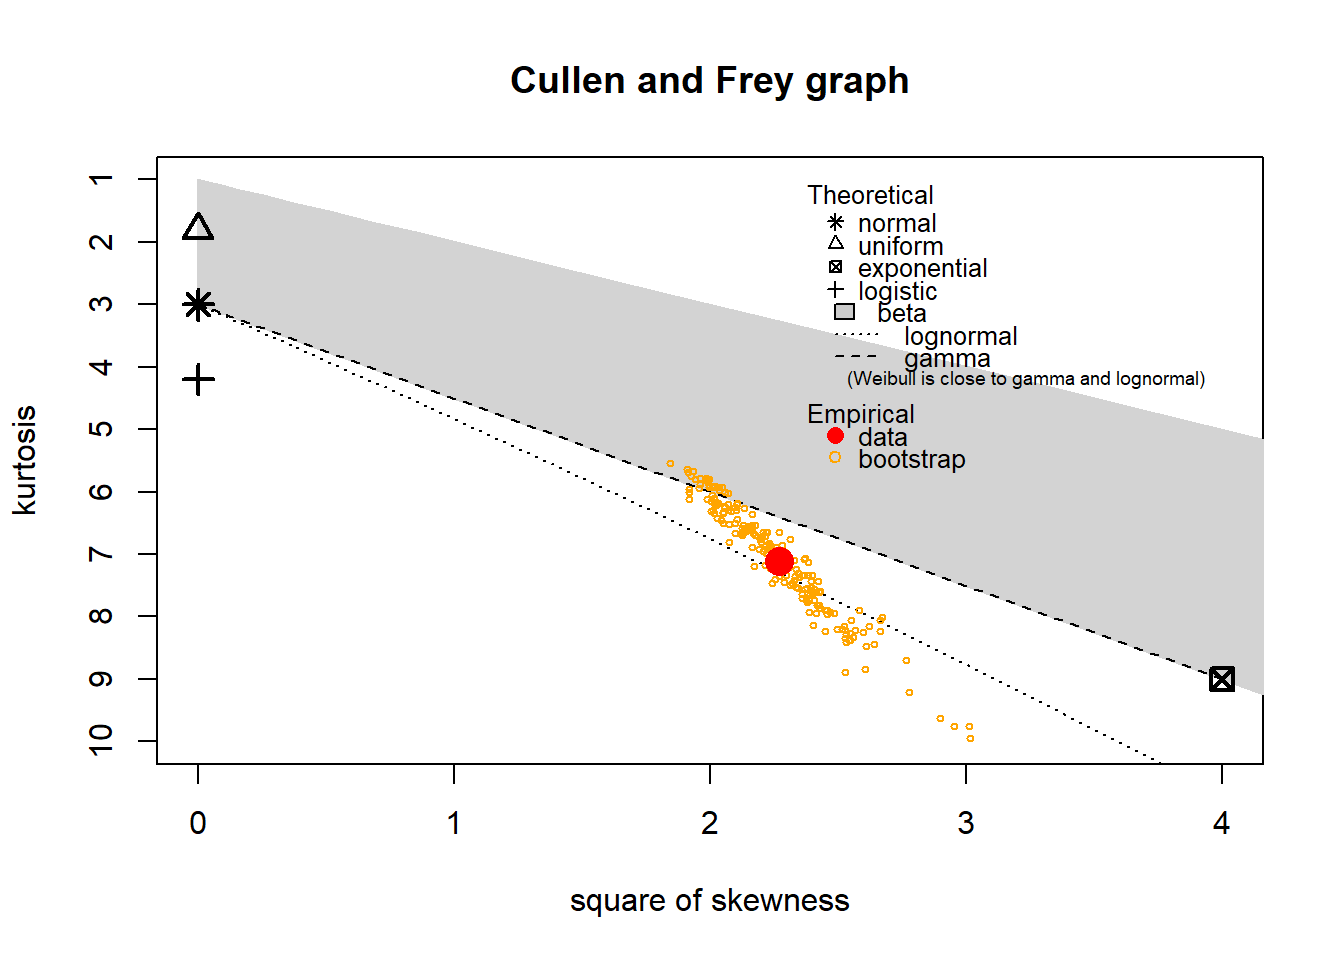 Cullen and Frey graph
kurtosis
1
2
3
4
5
6
7
8
9
10
Theoretical
normal
uniform
exponential
logistic
beta
lognormal
gamma
(Weibull is close to gamma and lognormal)
Empirical
data
bootstrap
0 1 2 3 4
square of skewness